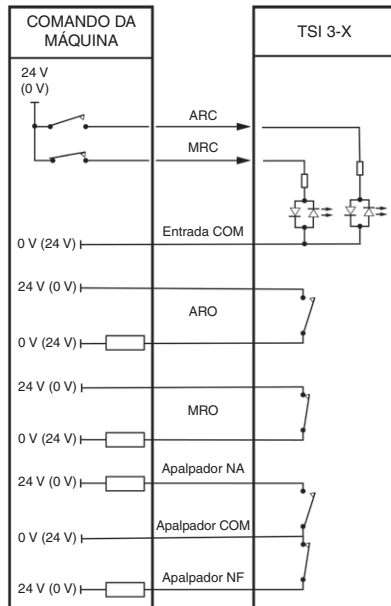 COMANDO DA
MÁQUINA
TSI 3-X
24 V
(0 V)
ARC
MRC
Entrada COM
0 V (24 V)
24 V (0 V)
ARO
0 V (24 V)
24 V (0 V)
MRO
0 V (24 V)
Apalpador NA
24 V (0 V)
Apalpador COM
0 V (24 V)
Apalpador NF
24 V (0 V)